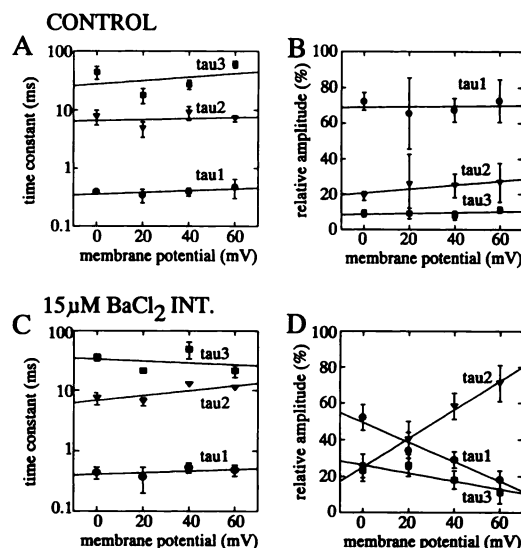 CONTROL
A
time constant (ms)
100
10
1
0.1
tau3
tau2
tau1
0 20 40 60
membrane potential (mV)
B
relative amplitude (%)
100
80
60
40
20
0
tau1
tau2
tau3
0 20 40 60
membrane potential (mV)
15µM BaCl2 INT.
C
time constant (ms)
100
10
1
0.1
tau3
tau2
tau1
0 20 40 60
membrane potential (mV)
D
relative amplitude (%)
100
80
60
40
20
0
tau2
tau1
tau3
0 20 40 60
membrane potential (mV)